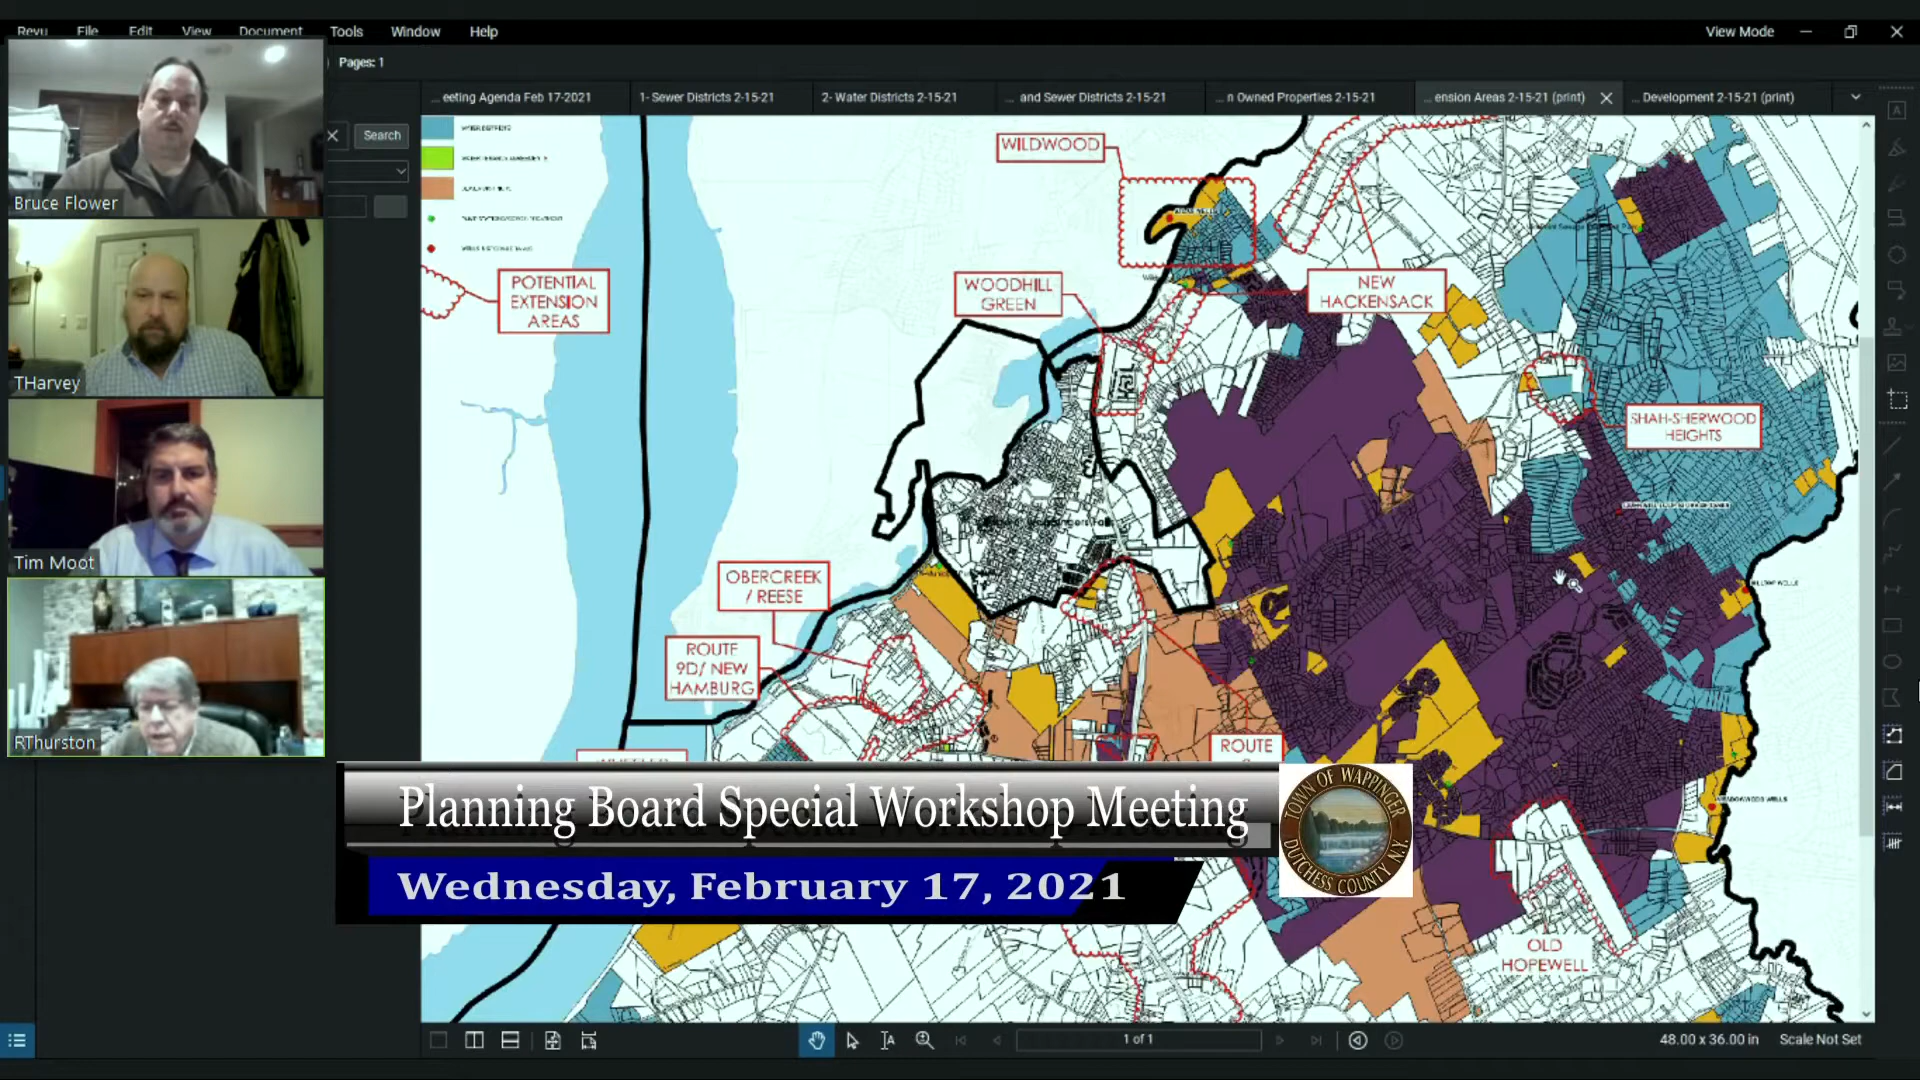 Revu File Edit View Document Tools Window Help
View Mode
Pages: 1
...eeting Agenda Feb 17-2021
1- Sewer Districts 2-15-21
2- Water Districts 2-15-21
... and Sewer Districts 2-15-21
...n Owned Properties 2-15-21
...ension Areas 2-15-21 (print)
...Development 2-15-21 (print)
Search
Bruce Flower
THarvey
Tim Moot
RThurston
POTENTIAL
EXTENSION
AREAS
WILDWOOD
WOODHILL
GREEN
NEW
HACKENSACK
SHAH-SHERWOOD
HEIGHTS
OBERCREEK
/ REESE
ROUTE
9D/ NEW
HAMBURG
ROUTE
OLD
HOPEWELL
Planning Board Special Workshop Meeting
Wednesday, February 17, 2021
TOWN OF WAPPINGER
DUTCHESS COUNTY N.Y.
1 of 1
48.00 x 36.00 in
Scale Not Set